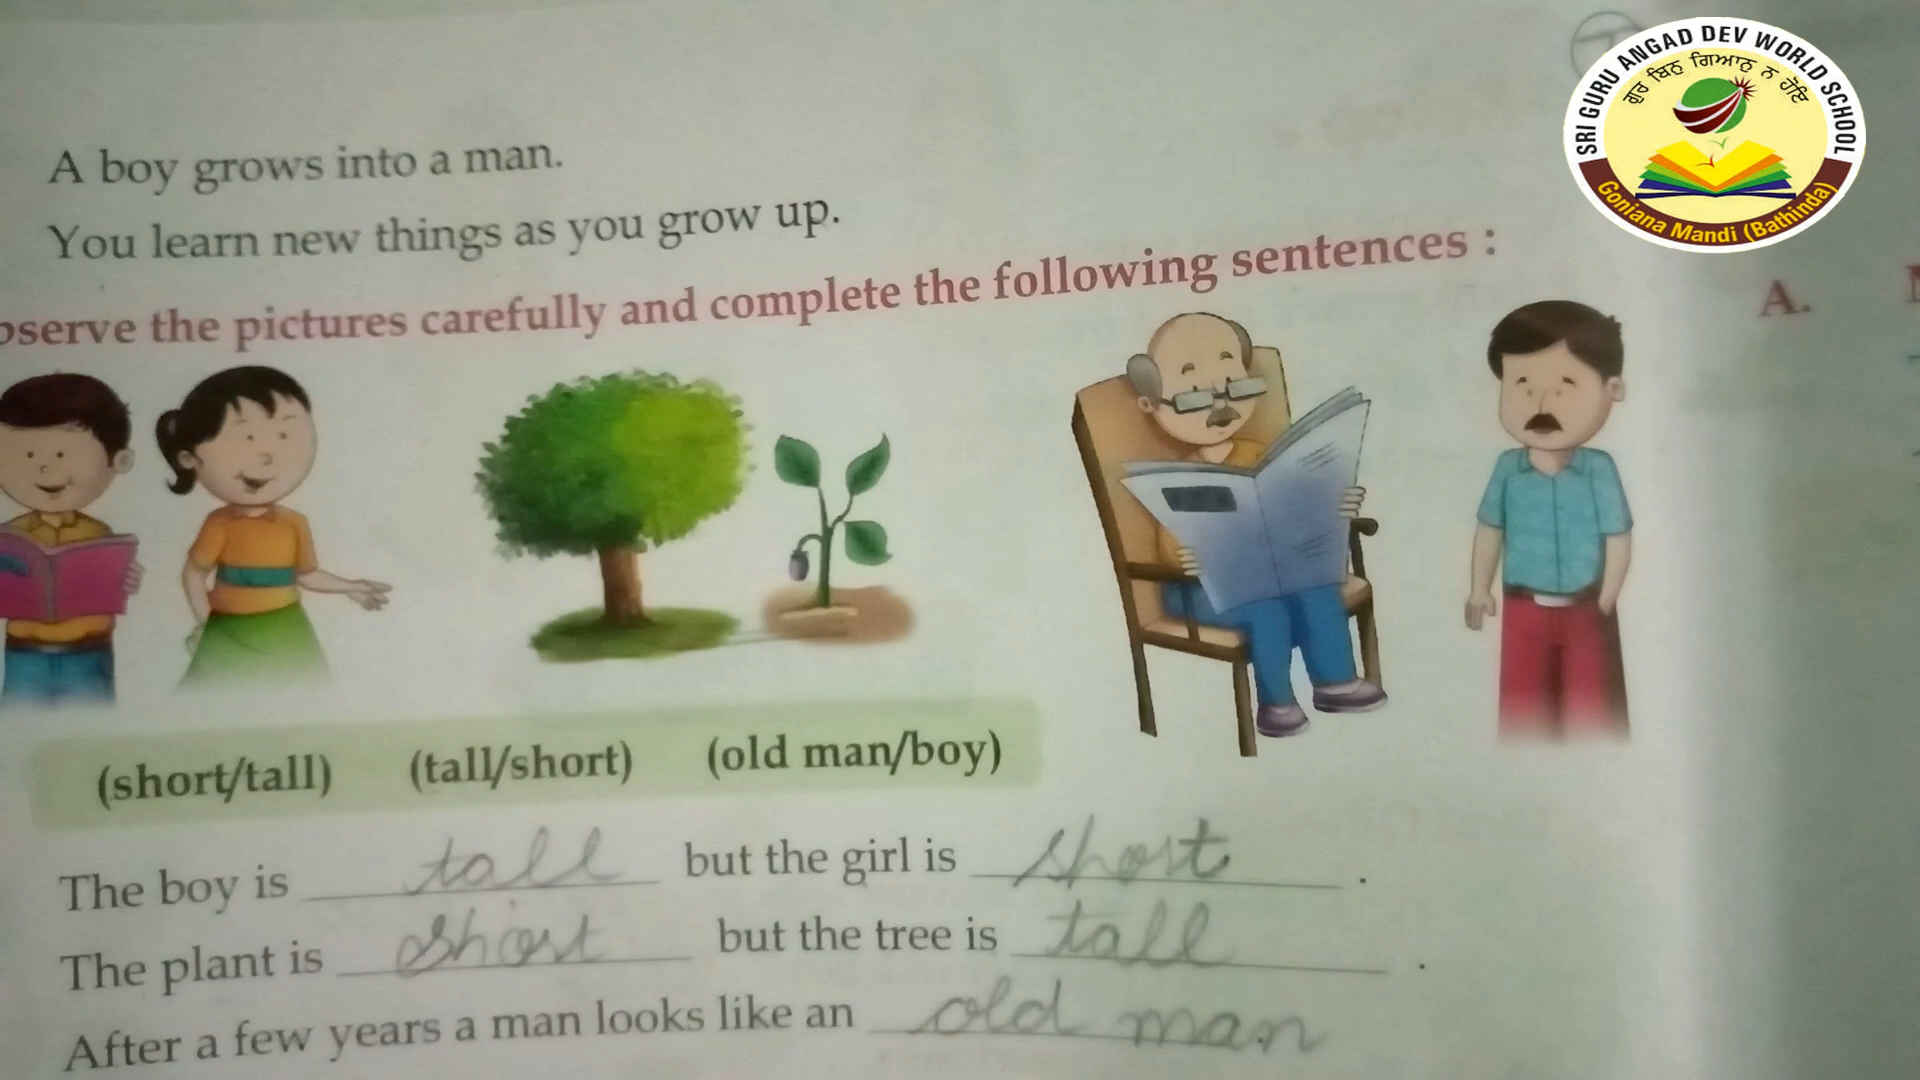 SRI GURU ANGAD DEV WORLD SCHOOL
ਗੁਰ ਬਿਨੁ ਗਿਆਨੁ ਨ ਹੋਇ
Goniana Mandi (Bathinda)
A boy grows into a man.
You learn new things as you grow up.
bserve the pictures carefully and complete the following sentences :
A.
(short/tall) (tall/short) (old man/boy)
The boy is tall but the girl is short .
The plant is short but the tree is tall .
After a few years a man looks like an old man